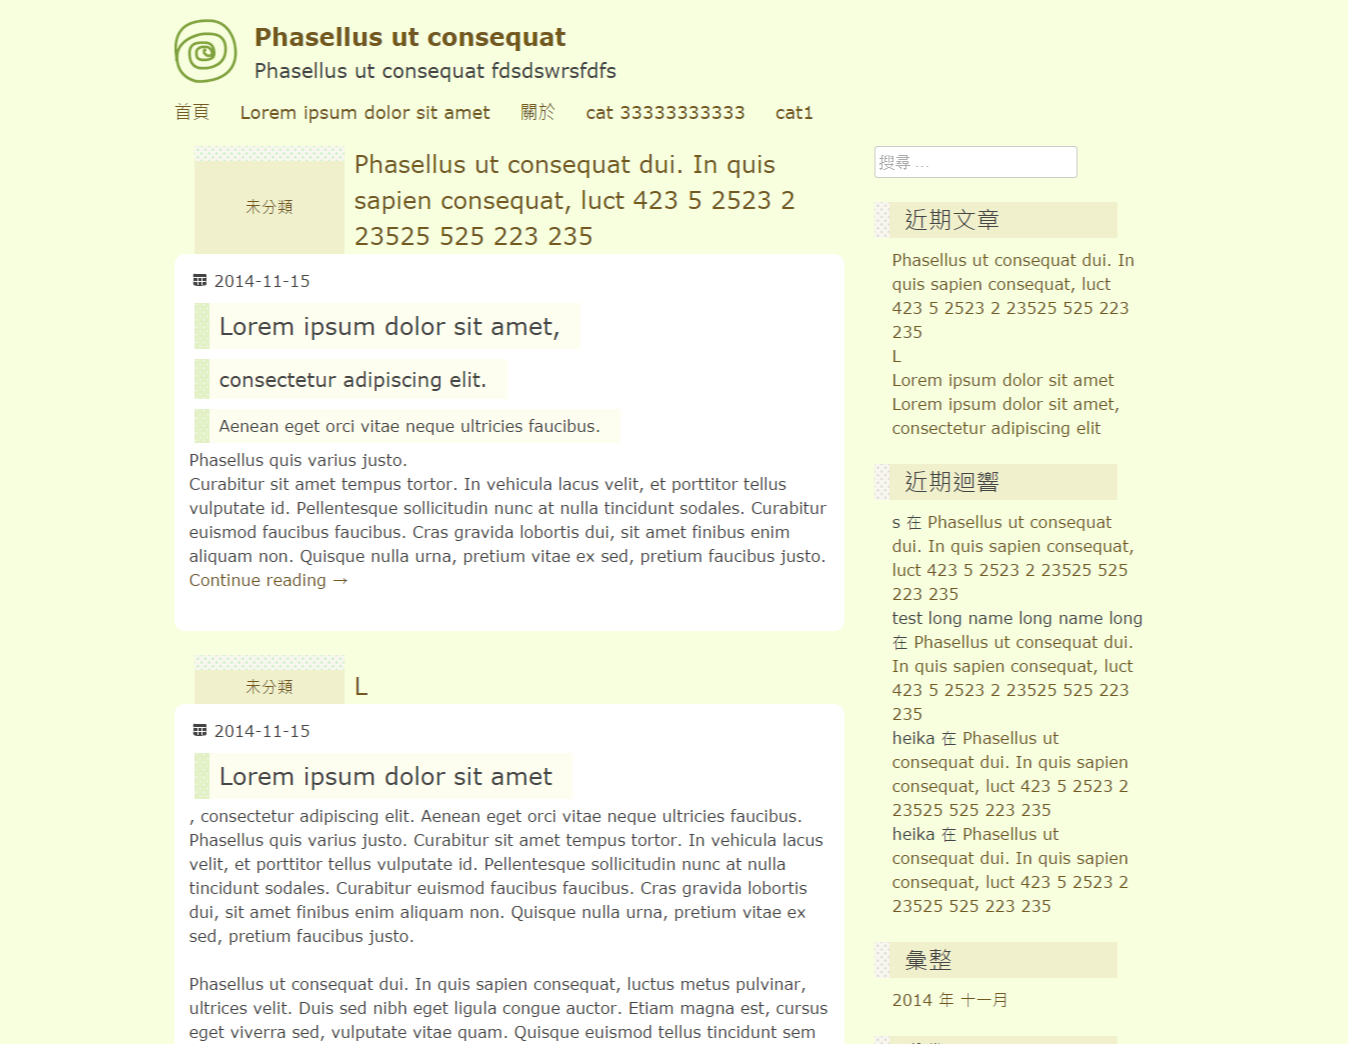 Phasellus ut consequat
Phasellus ut consequat fdsdswrsfdfs
首頁 Lorem ipsum dolor sit amet 關於 cat 33333333333 cat1
未分類
Phasellus ut consequat dui. In quis
sapien consequat, luct 423 5 2523 2
23525 525 223 235
2014-11-15
Lorem ipsum dolor sit amet,
consectetur adipiscing elit.
Aenean eget orci vitae neque ultricies faucibus.
Phasellus quis varius justo.
Curabitur sit amet tempus tortor. In vehicula lacus velit, et porttitor tellus
vulputate id. Pellentesque sollicitudin nunc at nulla tincidunt sodales. Curabitur
euismod faucibus faucibus. Cras gravida lobortis dui, sit amet finibus enim
aliquam non. Quisque nulla urna, pretium vitae ex sed, pretium faucibus justo.
Continue reading →
未分類
L
2014-11-15
Lorem ipsum dolor sit amet
, consectetur adipiscing elit. Aenean eget orci vitae neque ultricies faucibus.
Phasellus quis varius justo. Curabitur sit amet tempus tortor. In vehicula lacus
velit, et porttitor tellus vulputate id. Pellentesque sollicitudin nunc at nulla
tincidunt sodales. Curabitur euismod faucibus faucibus. Cras gravida lobortis
dui, sit amet finibus enim aliquam non. Quisque nulla urna, pretium vitae ex
sed, pretium faucibus justo.
Phasellus ut consequat dui. In quis sapien consequat, luctus metus pulvinar,
ultrices velit. Duis sed nibh eget ligula congue auctor. Etiam magna est, cursus
eget viverra sed, vulputate vitae quam. Quisque euismod tellus tincidunt sem
搜尋 ...
近期文章
Phasellus ut consequat dui. In
quis sapien consequat, luct
423 5 2523 2 23525 525 223
235
L
Lorem ipsum dolor sit amet
Lorem ipsum dolor sit amet,
consectetur adipiscing elit
近期迴響
s 在 Phasellus ut consequat
dui. In quis sapien consequat,
luct 423 5 2523 2 23525 525
223 235
test long name long name long
在 Phasellus ut consequat dui.
In quis sapien consequat, luct
423 5 2523 2 23525 525 223
235
heika 在 Phasellus ut
consequat dui. In quis sapien
consequat, luct 423 5 2523 2
23525 525 223 235
heika 在 Phasellus ut
consequat dui. In quis sapien
consequat, luct 423 5 2523 2
23525 525 223 235
彙整
2014 年 十一月